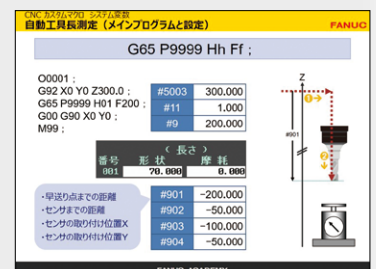 CNC カスタムマクロ システム変数
自動工具長測定（メインプログラムと設定）
FANUC
G65 P9999 Hh Ff ;
O0001 ;
G92 X0 Y0 Z300.0 ;
G65 P9999 H01 F200 ;
G00 G90 X0 Y0 ;
M99 ;
#5003 300.000
#11 1.000
#9 200.000
（ 長さ ）
番号 形 状 摩 耗
001 70.000 0.000
・早送り点までの距離 #901 -200.000
・センサまでの距離 #902 -50.000
・センサの取り付け位置X #903 -100.000
・センサの取り付け位置Y #904 -50.000
Z
①
#901
②